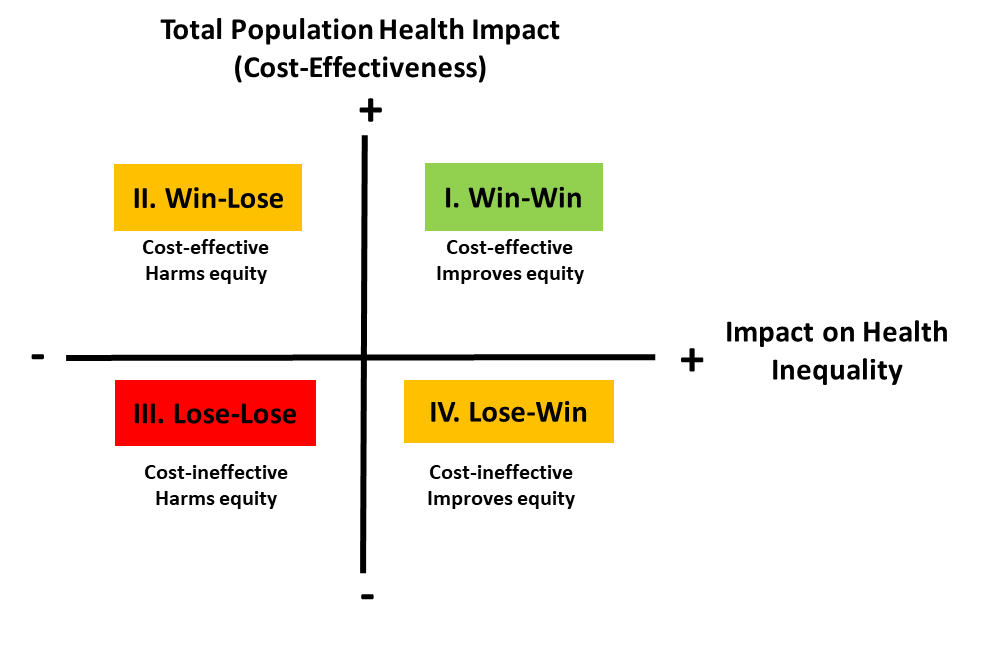 Total Population Health Impact
(Cost-Effectiveness)
+
II. Win-Lose
Cost-effective
Harms equity
I. Win-Win
Cost-effective
Improves equity
-
+
Impact on Health
Inequality
III. Lose-Lose
Cost-ineffective
Harms equity
IV. Lose-Win
Cost-ineffective
Improves equity
-